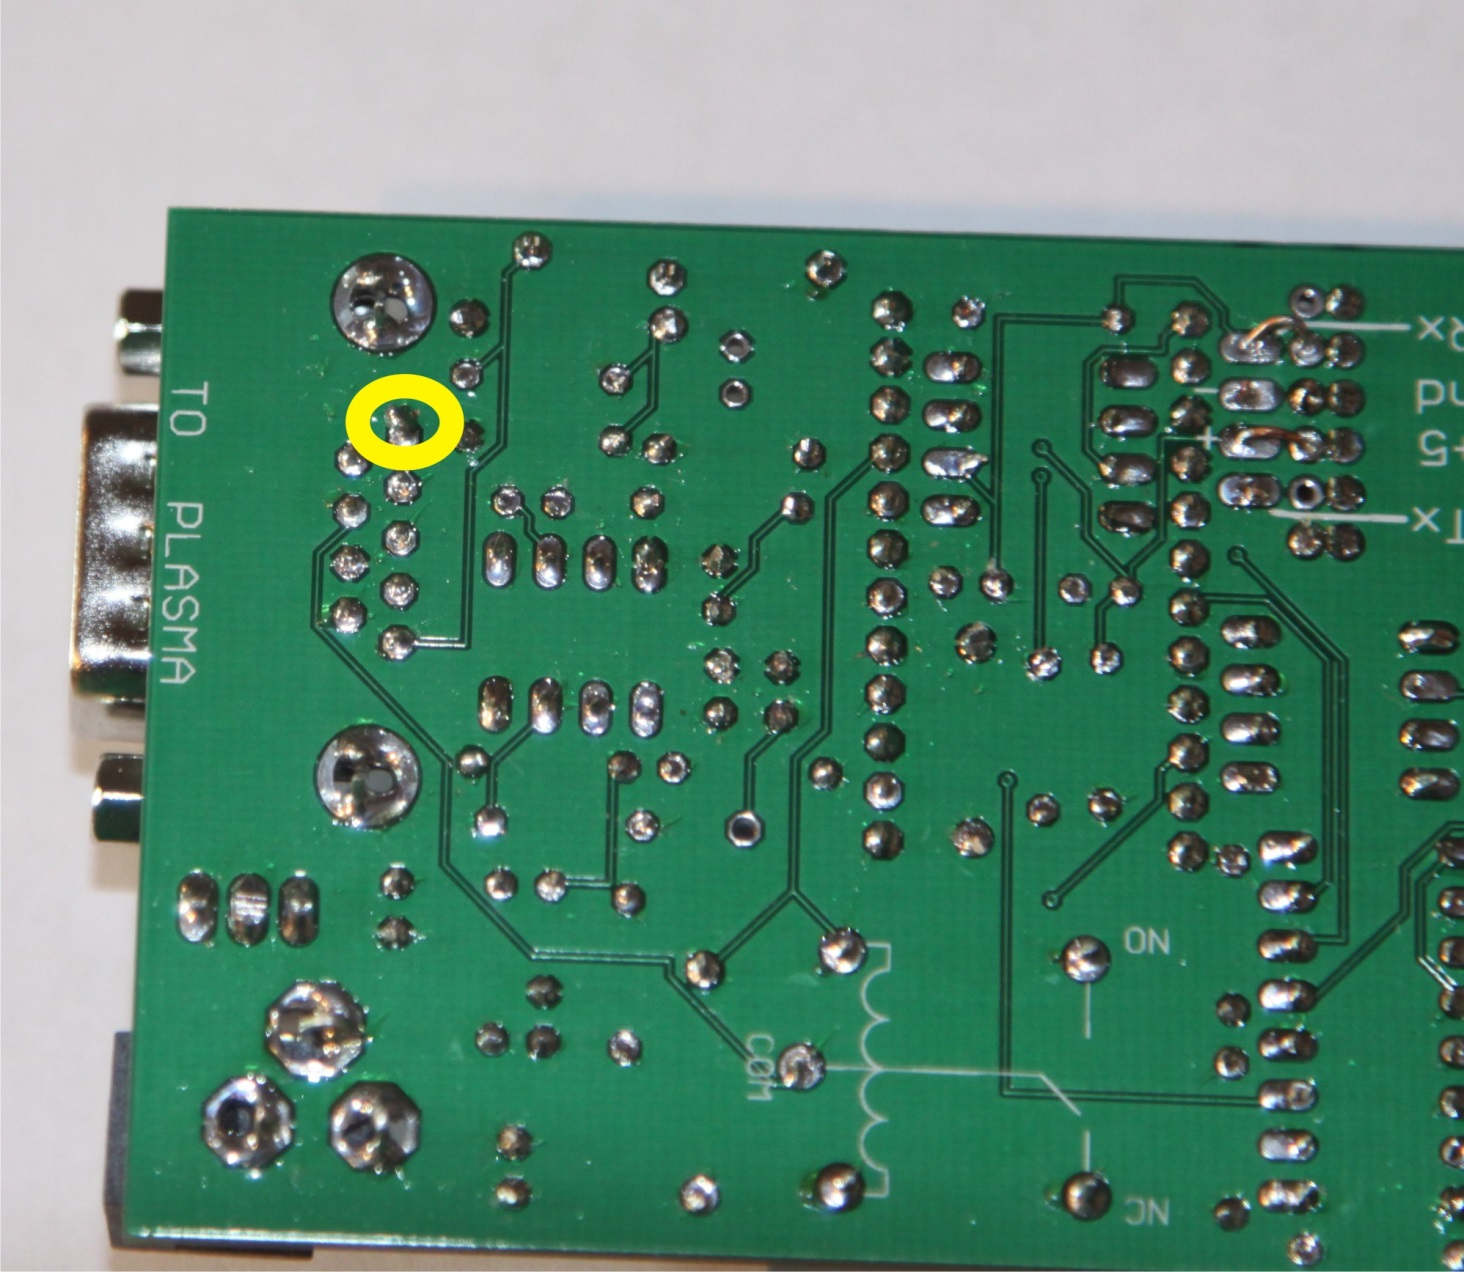 TO PLASMA
Rx
nd
-
+5
+
Tx
NO
COM
NC